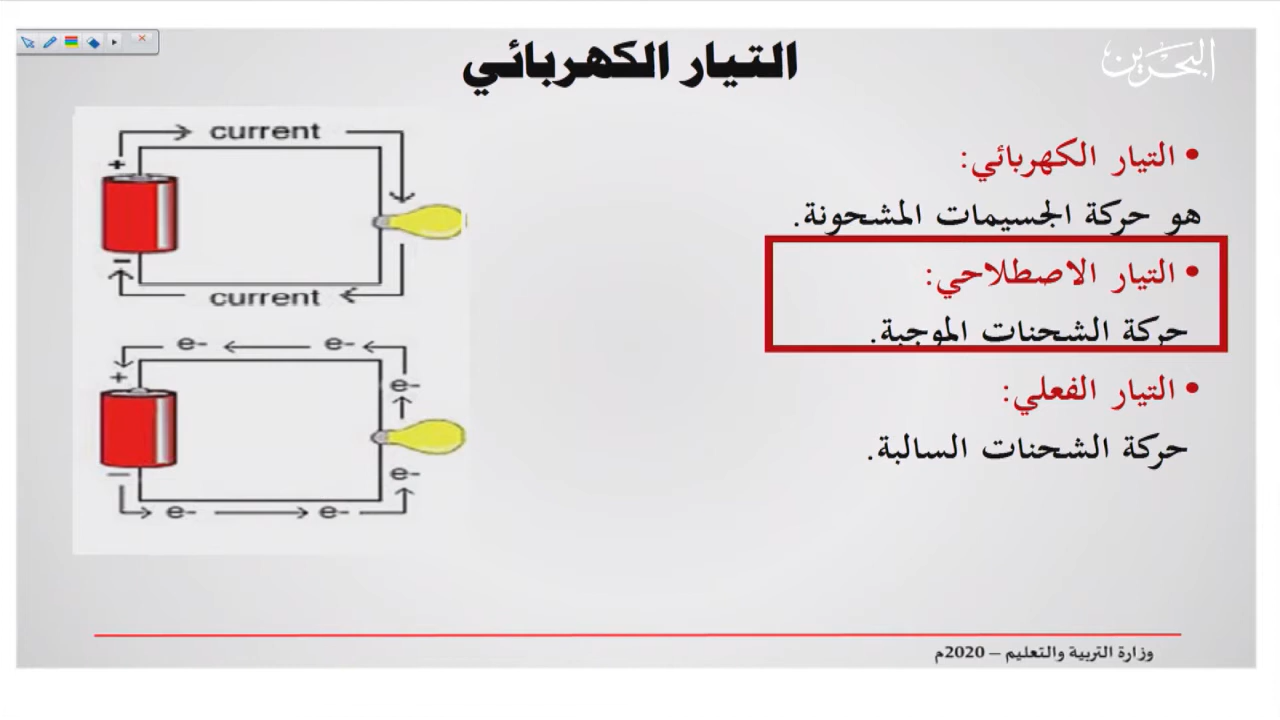 التيار الكهربائي
البحرين
• التيار الكهربائي:
هو حركة الجسيمات المشحونة.
• التيار الاصطلاحي:
حركة الشحنات الموجبة.
• التيار الفعلي:
حركة الشحنات السالبة.
current
+
−
current
e- e-
+
e-
e-
−
e- e-
وزارة التربية والتعليم – 2020م